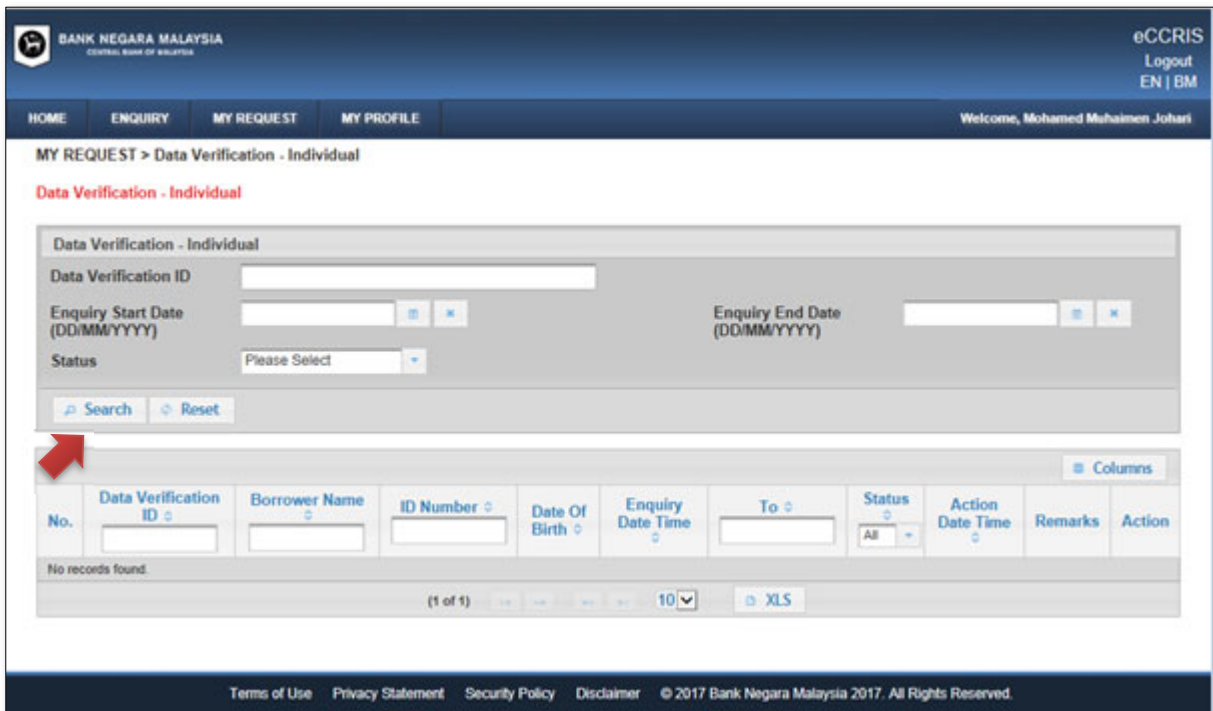 BANK NEGARA MALAYSIA
CENTRAL BANK OF MALAYSIA
eCCRIS
Logout
EN | BM
HOME ENQUIRY MY REQUEST MY PROFILE Welcome, Mohamed Muhaimen Johari
MY REQUEST > Data Verification - Individual
Data Verification - Individual
Data Verification - Individual
Data Verification ID
Enquiry Start Date (DD/MM/YYYY) Enquiry End Date (DD/MM/YYYY)
Status Please Select
Search Reset
Columns
No. Data Verification ID Borrower Name ID Number Date Of Birth Enquiry Date Time To Status All Action Date Time Remarks Action
No records found.
(1 of 1) 10 XLS
Terms of Use Privacy Statement Security Policy Disclaimer © 2017 Bank Negara Malaysia 2017. All Rights Reserved.